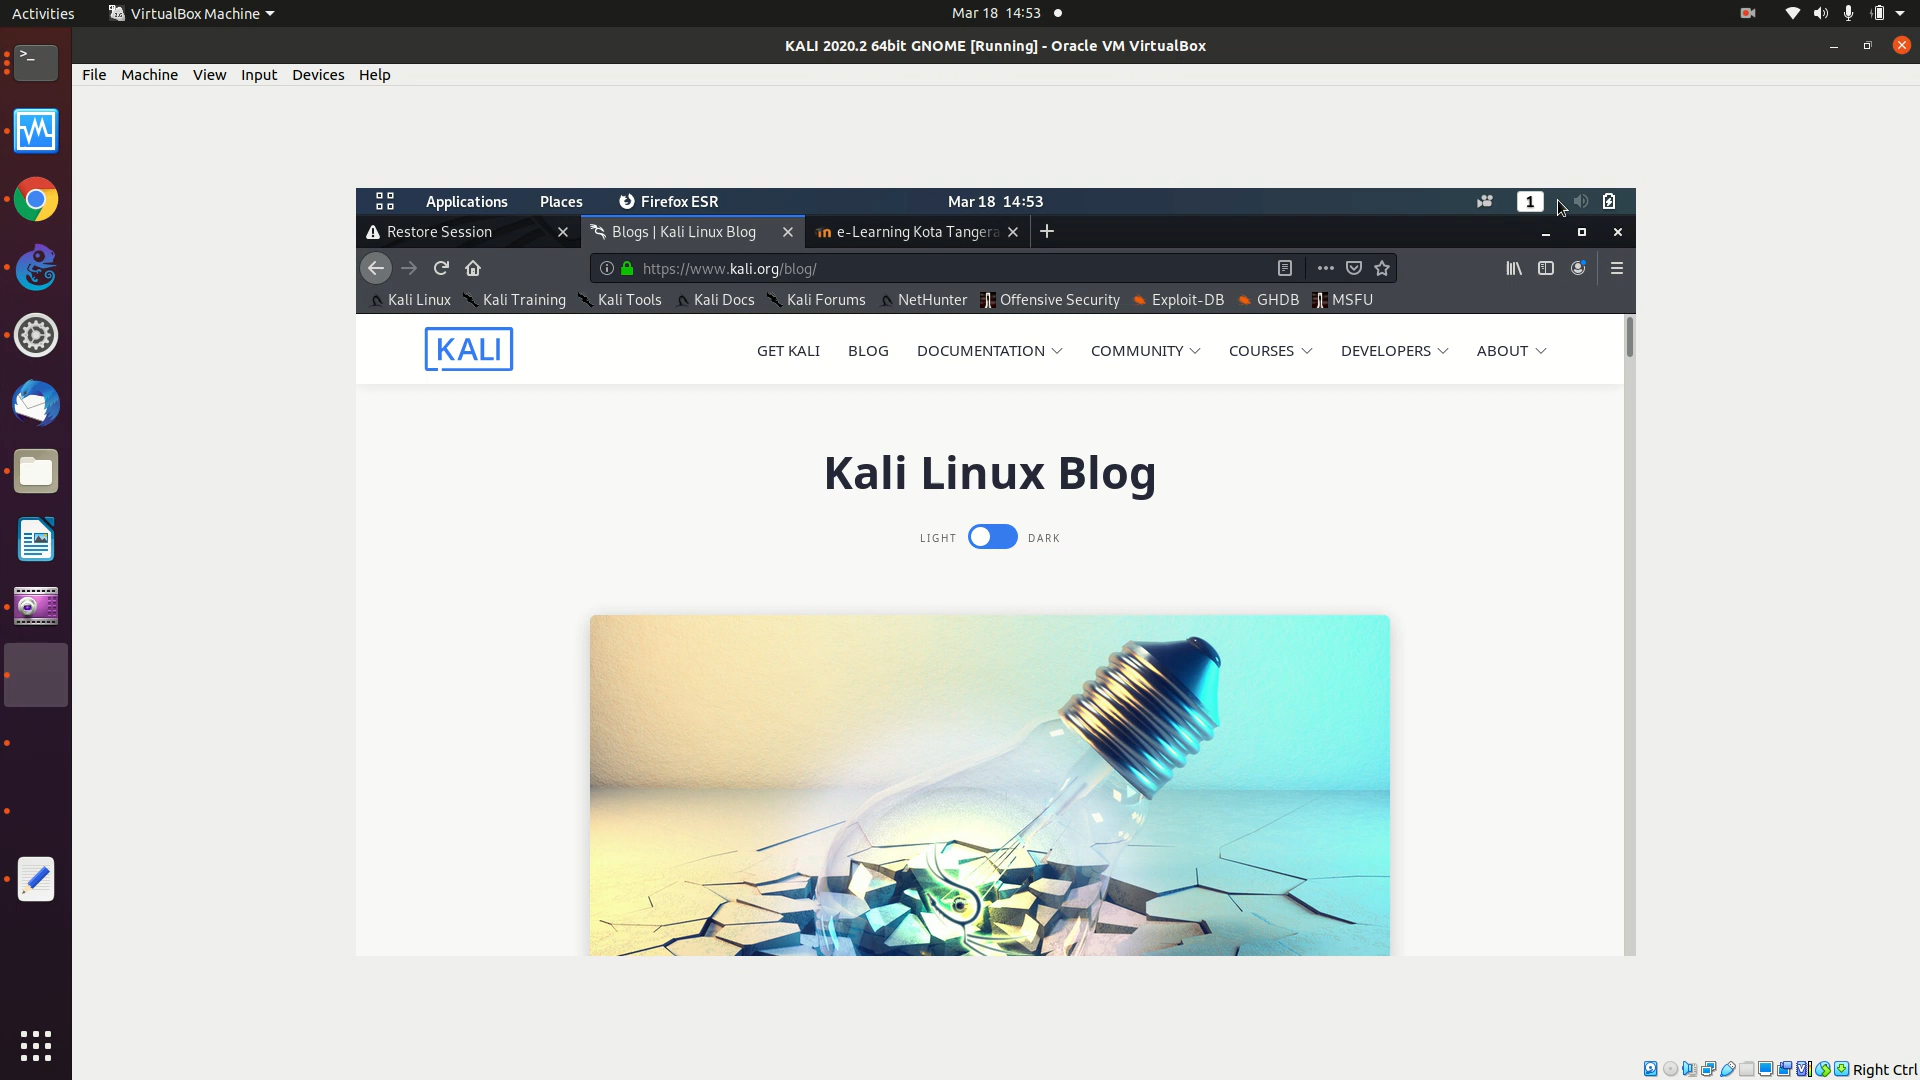 Activities VirtualBox Machine Mar 18 14:53
KALI 2020.2 64bit GNOME [Running] - Oracle VM VirtualBox
File Machine View Input Devices Help
Applications Places Firefox ESR Mar 18 14:53 1
Restore Session Blogs | Kali Linux Blog e-Learning Kota Tangera
https://www.kali.org/blog/
Kali Linux Kali Training Kali Tools Kali Docs Kali Forums NetHunter Offensive Security Exploit-DB GHDB MSFU
KALI GET KALI BLOG DOCUMENTATION COMMUNITY COURSES DEVELOPERS ABOUT
Kali Linux Blog
LIGHT DARK
Right Ctrl